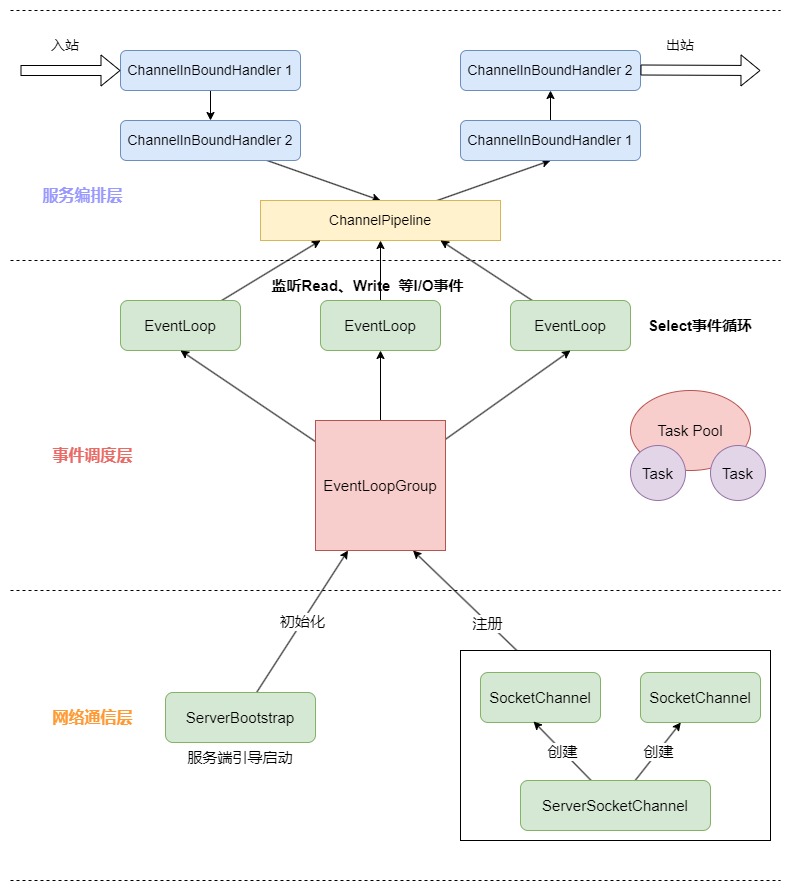 入站
出站
ChannelInBoundHandler 1
ChannelInBoundHandler 2
ChannelInBoundHandler 2
ChannelInBoundHandler 1
服务编排层
ChannelPipeline
监听Read、Write 等I/O事件
EventLoop
EventLoop
EventLoop
Select事件循环
Task Pool
事件调度层
Task
Task
EventLoopGroup
初始化
注册
SocketChannel
SocketChannel
网络通信层
ServerBootstrap
创建
创建
服务端引导启动
ServerSocketChannel